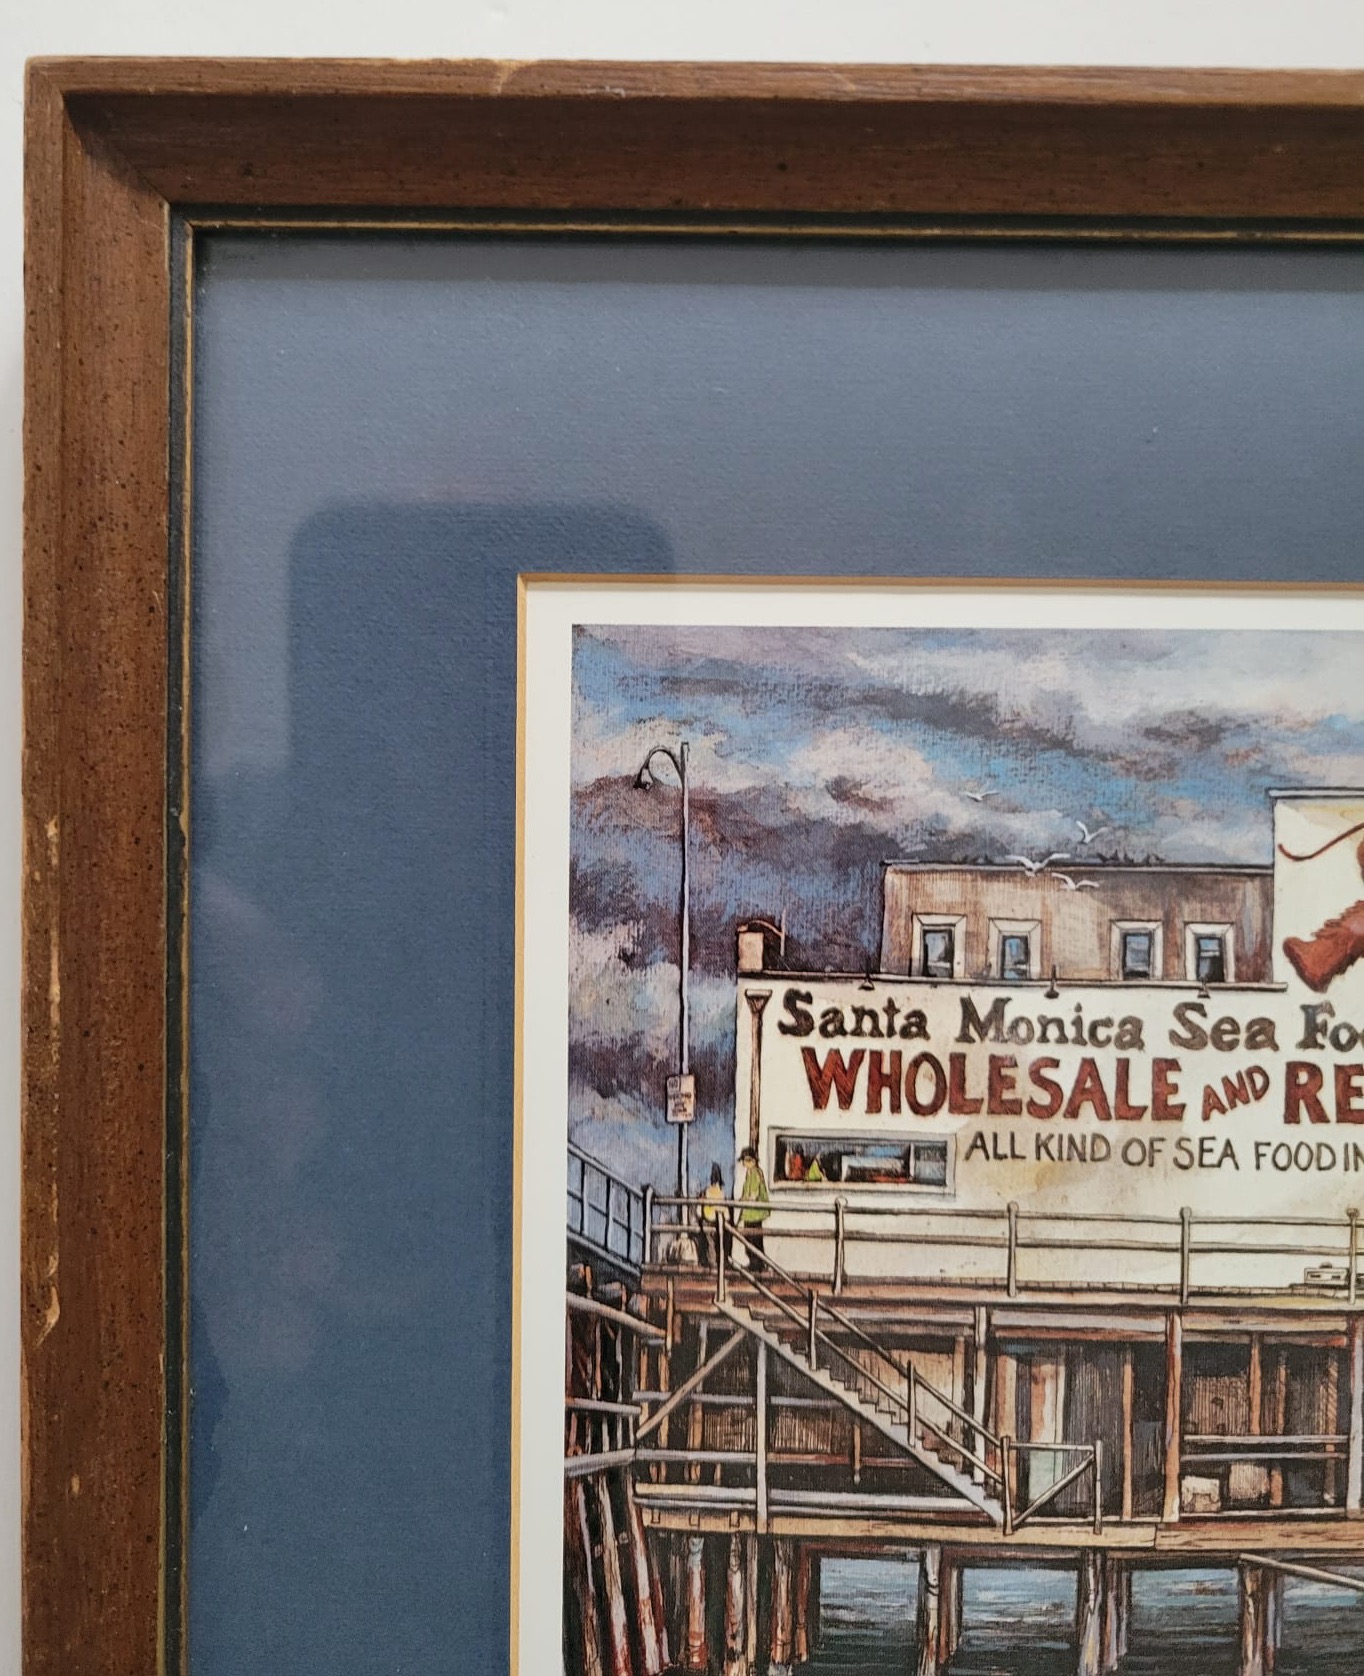 Santa Monica Sea Foo
WHOLESALE AND RE
ALL KIND OF SEA FOOD IN